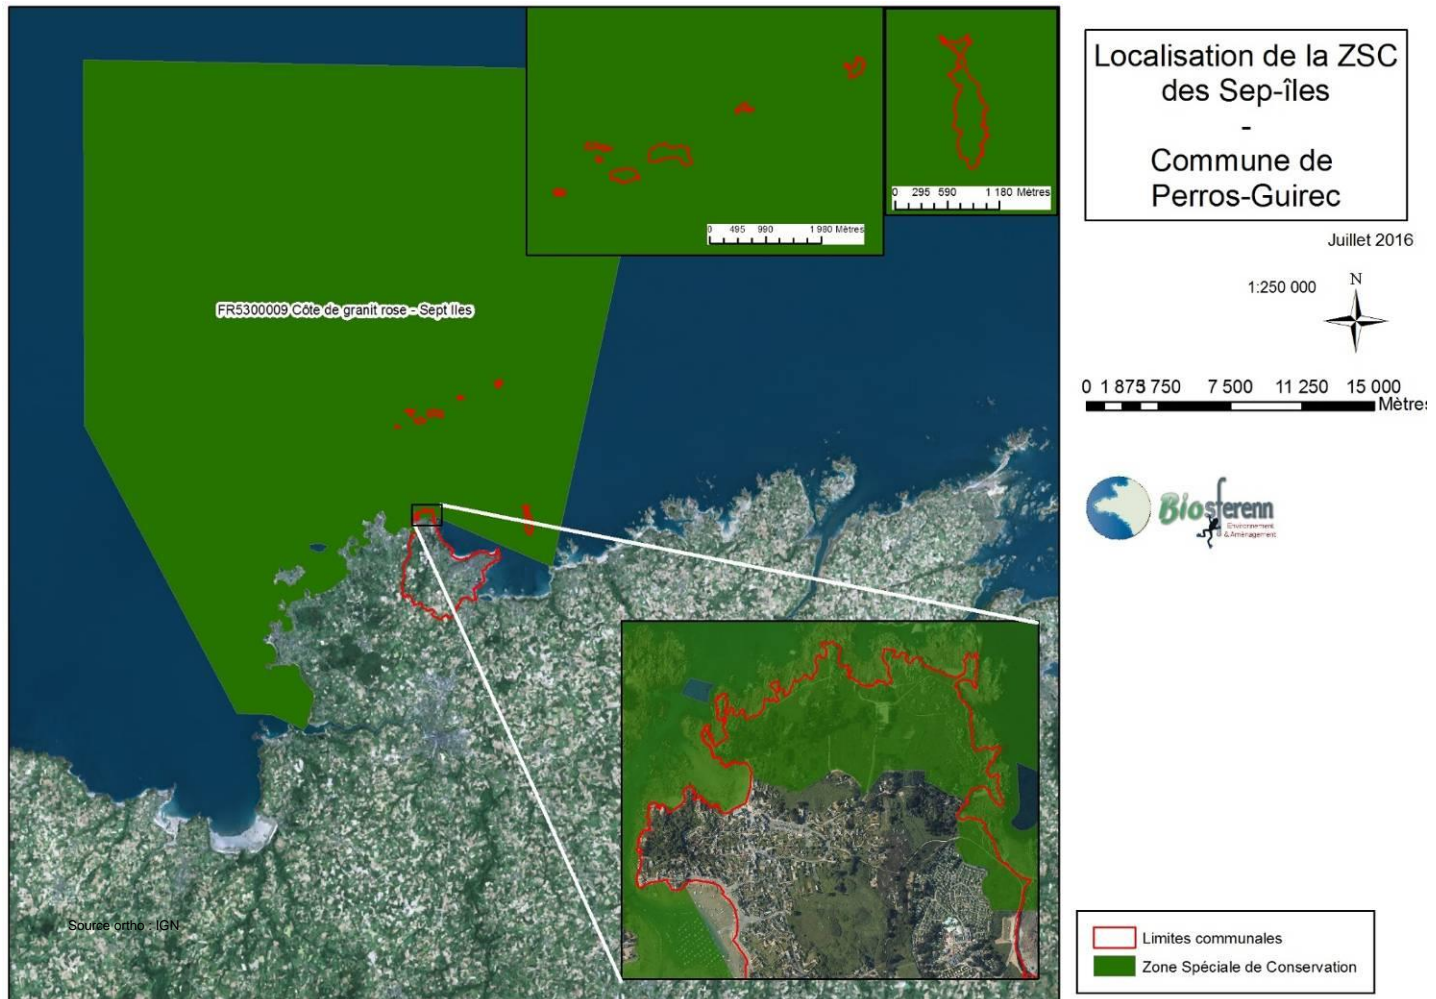 Localisation de la ZSC
des Sep-îles
-
Commune de
Perros-Guirec
Juillet 2016
1:250 000
N
0 1 875 3 750 7 500 11 250 15 000
Mètres
Biosferenn
Environnement
& Aménagement
0 495 990 1 980 Mètres
0 295 590 1 180 Mètres
FR5300009 Côte de granit rose - Sept Iles
Source ortho : IGN
Limites communales
Zone Spéciale de Conservation